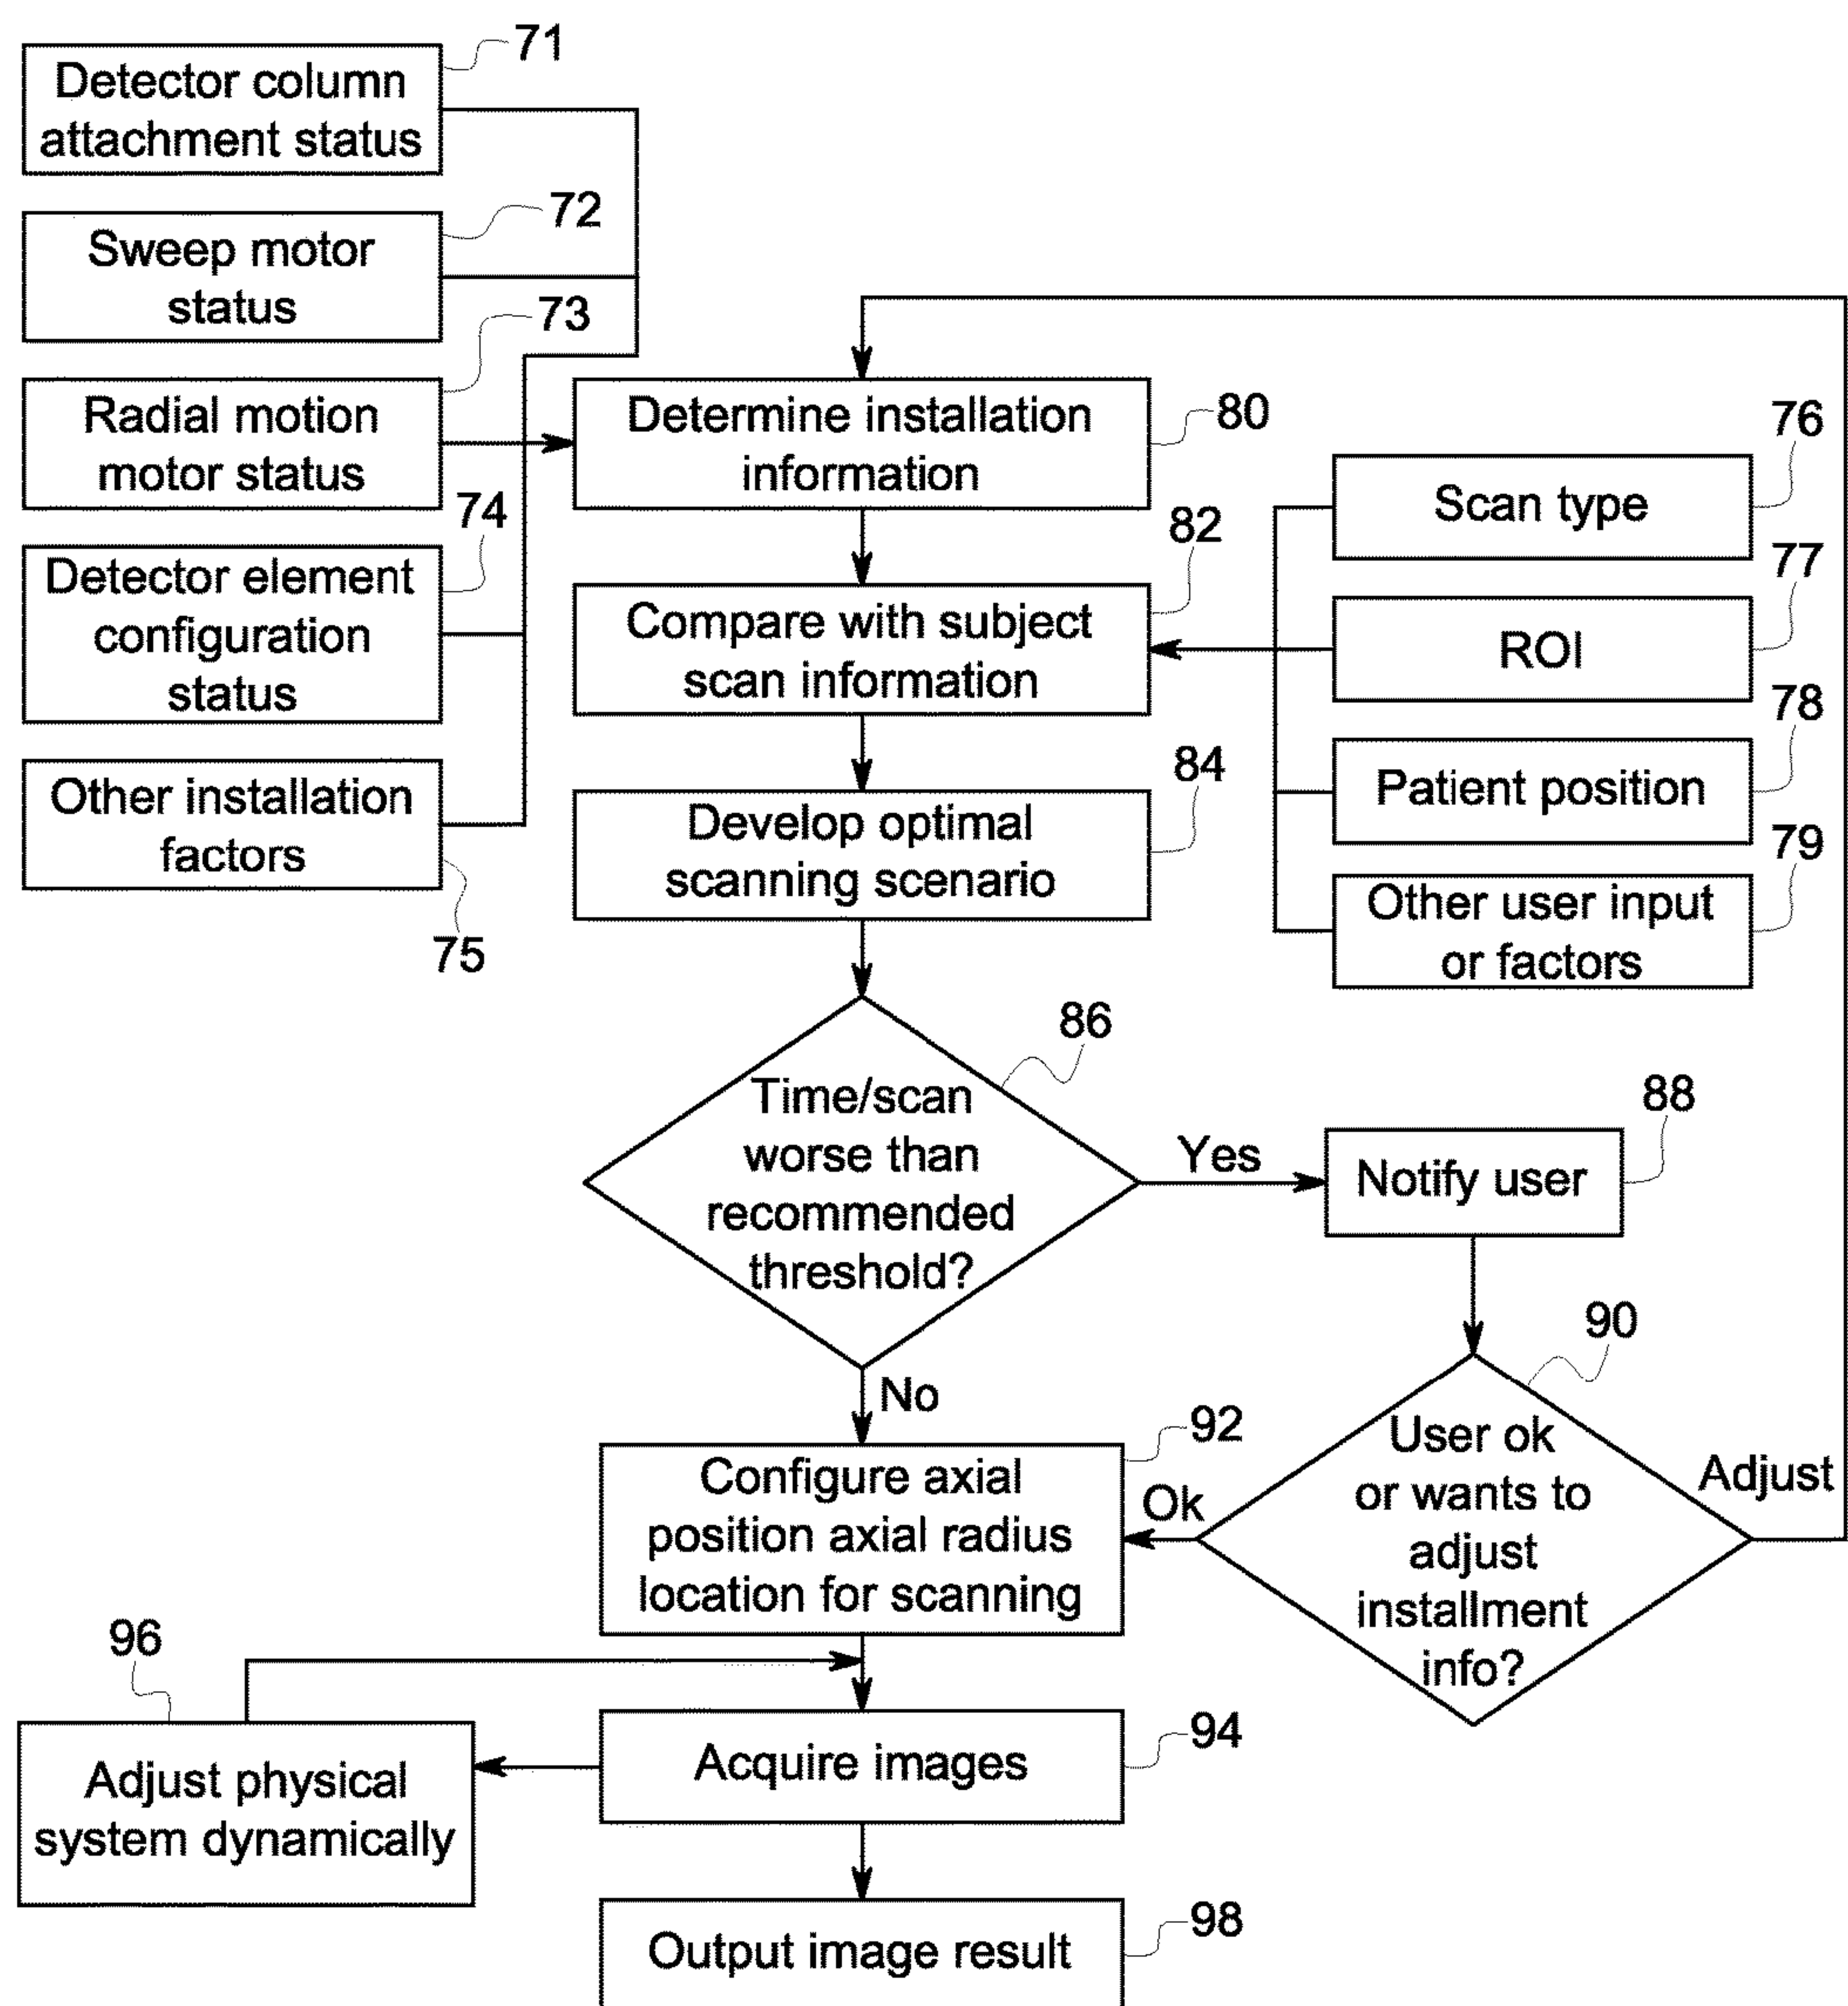 71
Detector column
attachment status
72
Sweep motor
status
73
Radial motion
motor status
74
Detector element
configuration
status
Other installation
factors
75
Determine installation
information
80
76
Scan type
82
Compare with subject
scan information
77
ROI
78
Patient position
84
Develop optimal
scanning scenario
79
Other user input
or factors
86
Time/scan
worse than
recommended
threshold?
Yes
88
Notify user
No
90
User ok
or wants to
adjust
installment
info?
Ok
Adjust
92
Configure axial
position axial radius
location for scanning
96
Adjust physical
system dynamically
94
Acquire images
98
Output image result